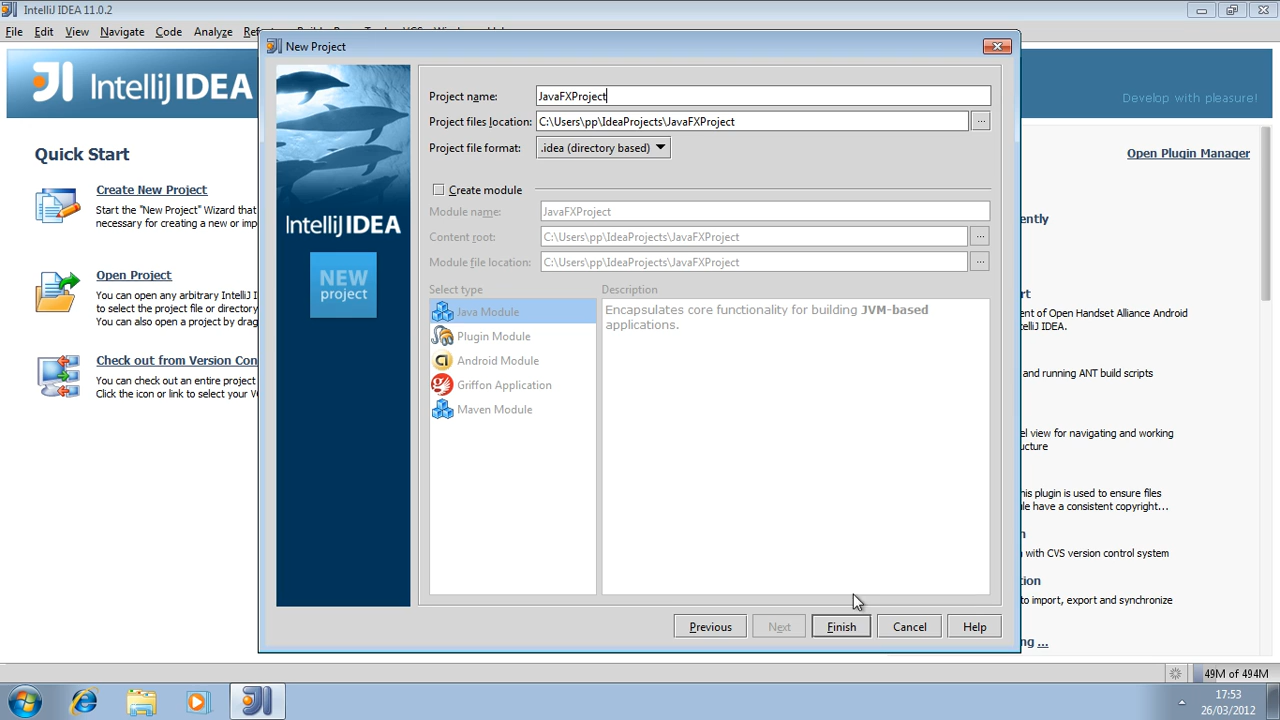 IntelliJ IDEA 11.0.2
File Edit View Navigate Code Analyze
New Project
IntelliJ IDEA
Develop with pleasure!
Quick Start
Open Plugin Manager
Create New Project
Start the "New Project" Wizard that
necessary for creating a new or imp
Open Project
You can open any arbitrary IntelliJ I
to select the project file or directory
You can also open a project by drag
Check out from Version Con
You can check out an entire project
Click the icon or link to select your V
Project name: JavaFXProject
Project files location: C:\Users\pp\IdeaProjects\JavaFXProject ...
Project file format: .idea (directory based)
Create module
Module name: JavaFXProject
Content root: C:\Users\pp\IdeaProjects\JavaFXProject ...
Module file location: C:\Users\pp\IdeaProjects\JavaFXProject ...
Select type
Description
Java Module
Plugin Module
Android Module
Griffon Application
Maven Module
Encapsulates core functionality for building JVM-based
applications.
IntelliJ IDEA
NEW
project
Previous Next Finish Cancel Help
ently
rt
ent of Open Handset Alliance Android
J IDEA.
and running ANT build scripts
el view for navigating and working
ucture
his plugin is used to ensure files
le have a consistent copyright...
n
n with CVS version control system
ion
to import, export and synchronize
ng ...
49M of 494M
17:53
26/03/2012